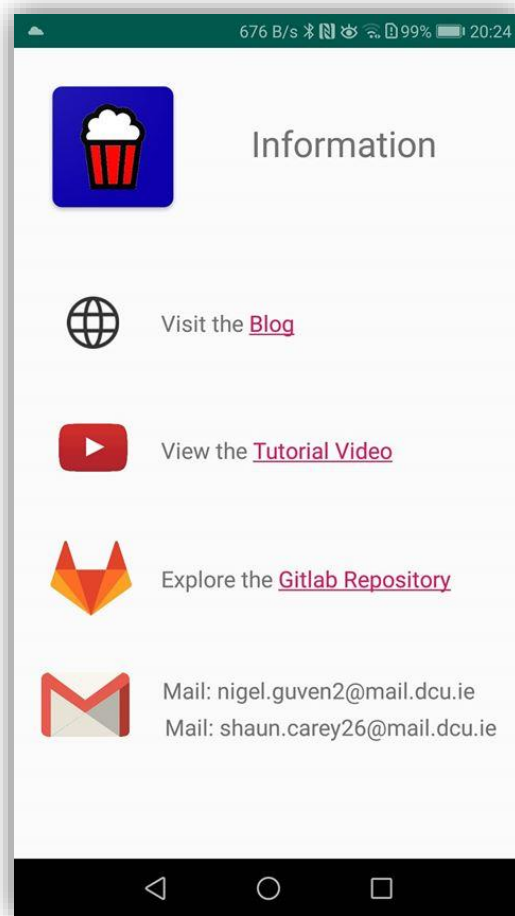 676 B/s 99% 20:24
Information
Visit the Blog
View the Tutorial Video
Explore the Gitlab Repository
Mail: nigel.guven2@mail.dcu.ie
Mail: shaun.carey26@mail.dcu.ie